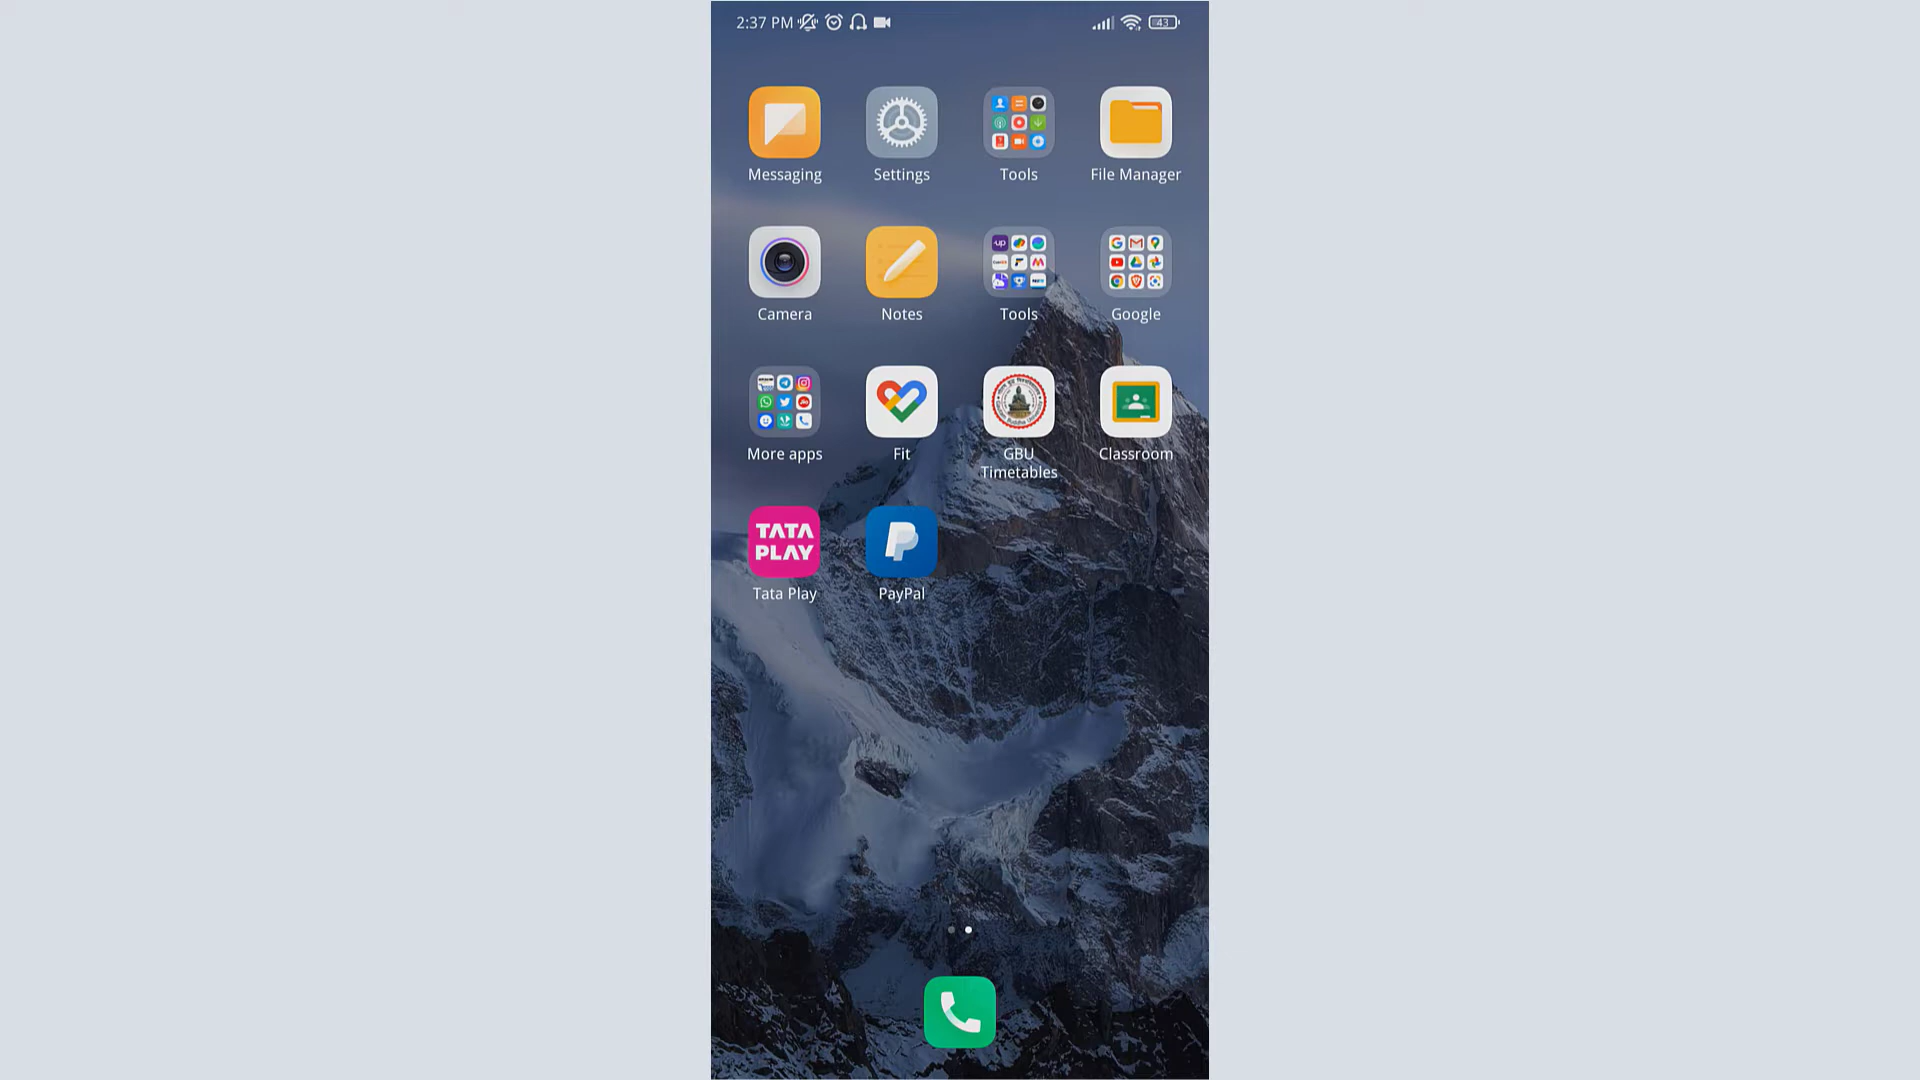 2:37 PM
43
Messaging Settings Tools File Manager
Camera Notes Tools Google
More apps Fit GBU Timetables Classroom
TATA PLAY
Tata Play PayPal